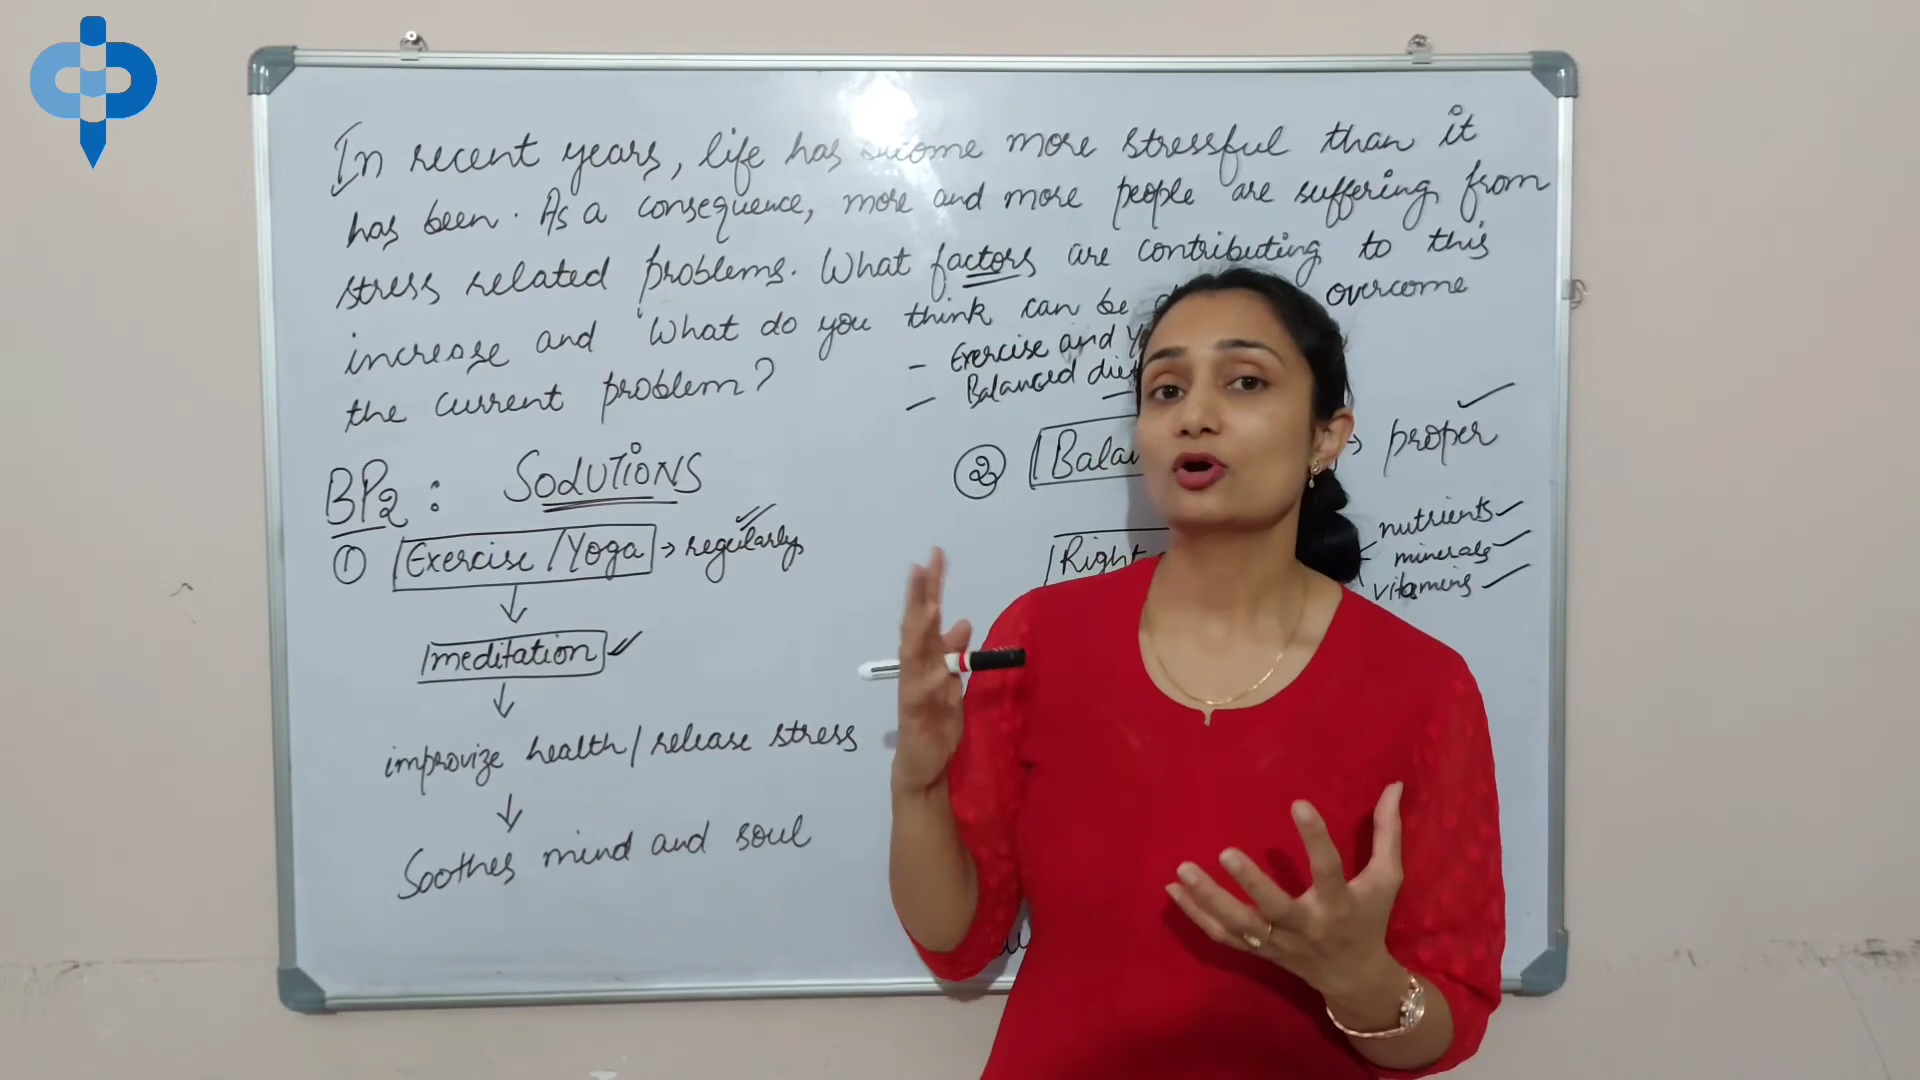 In recent years, life has become more stressful than it
has been. As a consequence, more and more people are suffering from
stress related problems. What factors are contributing to this
increase and What do you think can be overcome
the current problem?
- Exercise and
- Balanced diet
BP2 : SOLUTIONS
① Exercise / Yoga → regularly
meditation
improvize health / release stress
Soothes mind and soul
② → proper
Right
nutrients
minerals
vitamins